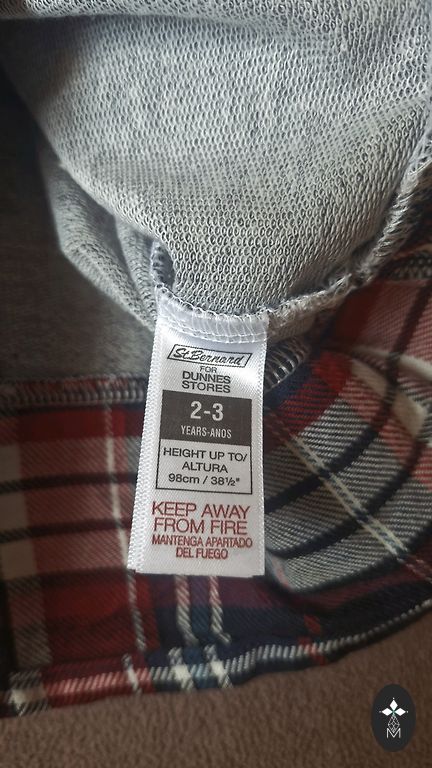 St.Bernard
FOR
DUNNES
STORES
2-3
YEARS-ANOS
HEIGHT UP TO/
ALTURA
98cm / 38½"
KEEP AWAY
FROM FIRE
MANTENGA APARTADO
DEL FUEGO
M